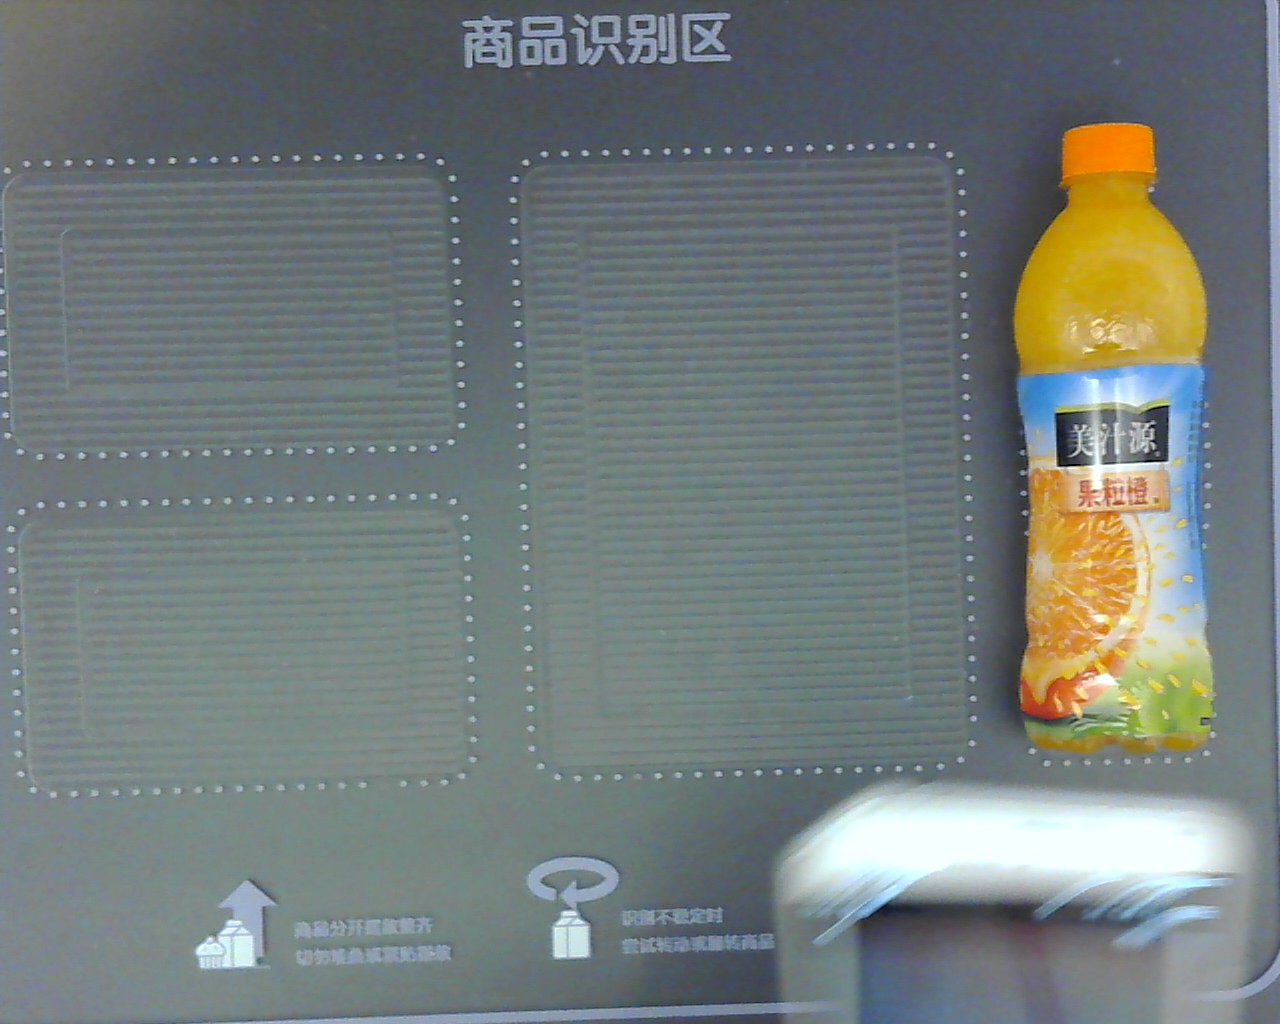 商品识别区
美汁源
果粒橙
商品分开摆放整齐
切勿堆叠或紧贴摆放
识别不稳定时
尝试转动或翻转商品